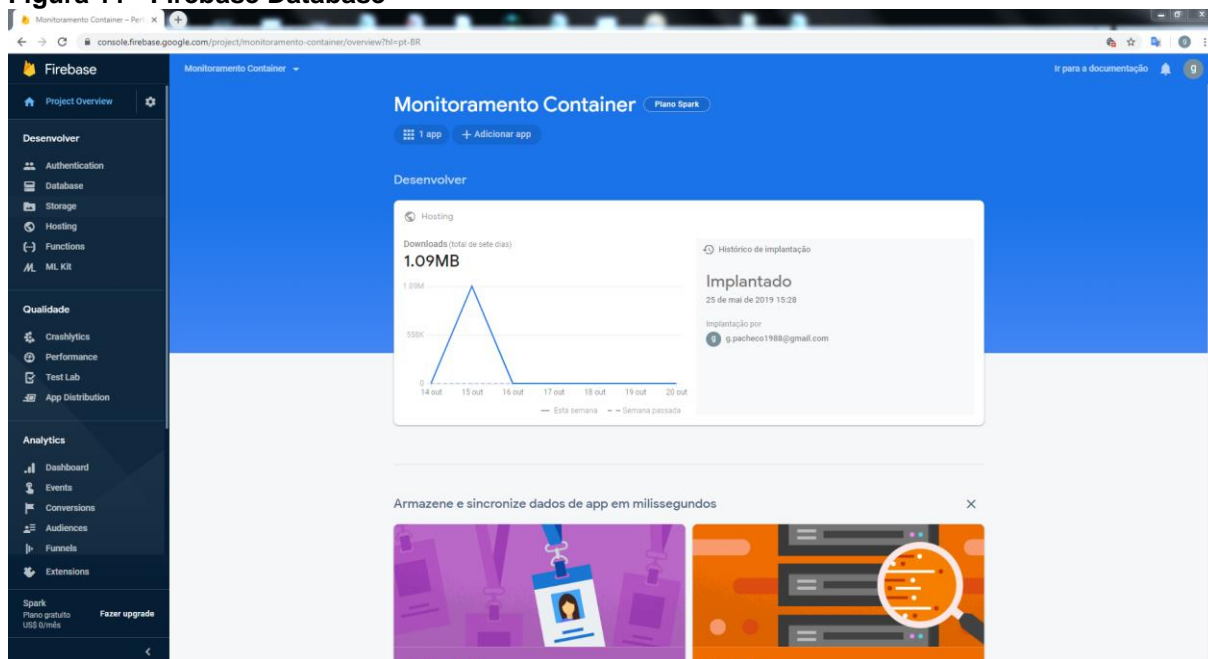 Figura 11 - Firebase Database
Monitoramento Container – Per
console.firebase.google.com/project/monitoramento-container/overview?hl=pt-BR
Firebase
Monitoramento Container
Ir para a documentação
g
Project Overview
Monitoramento Container
Plano Spark
1 app
+ Adicionar app
Desenvolver
Authentication
Database
Storage
Hosting
Functions
ML Kit
Qualidade
Crashlytics
Performance
Test Lab
App Distribution
Analytics
Dashboard
Events
Conversions
Audiences
Funnels
Extensions
Spark
Plano gratuito
US$ 0/mês
Fazer upgrade
Desenvolver
Hosting
Downloads (total de sete dias)
1.09MB
1.09M
558K
0
14 out 15 out 16 out 17 out 18 out 19 out 20 out
Esta semana
Semana passada
Histórico de implantação
Implantado
25 de mai de 2019 15:28
Implantação por
g g.pacheco1988@gmail.com
Armazene e sincronize dados de app em milissegundos